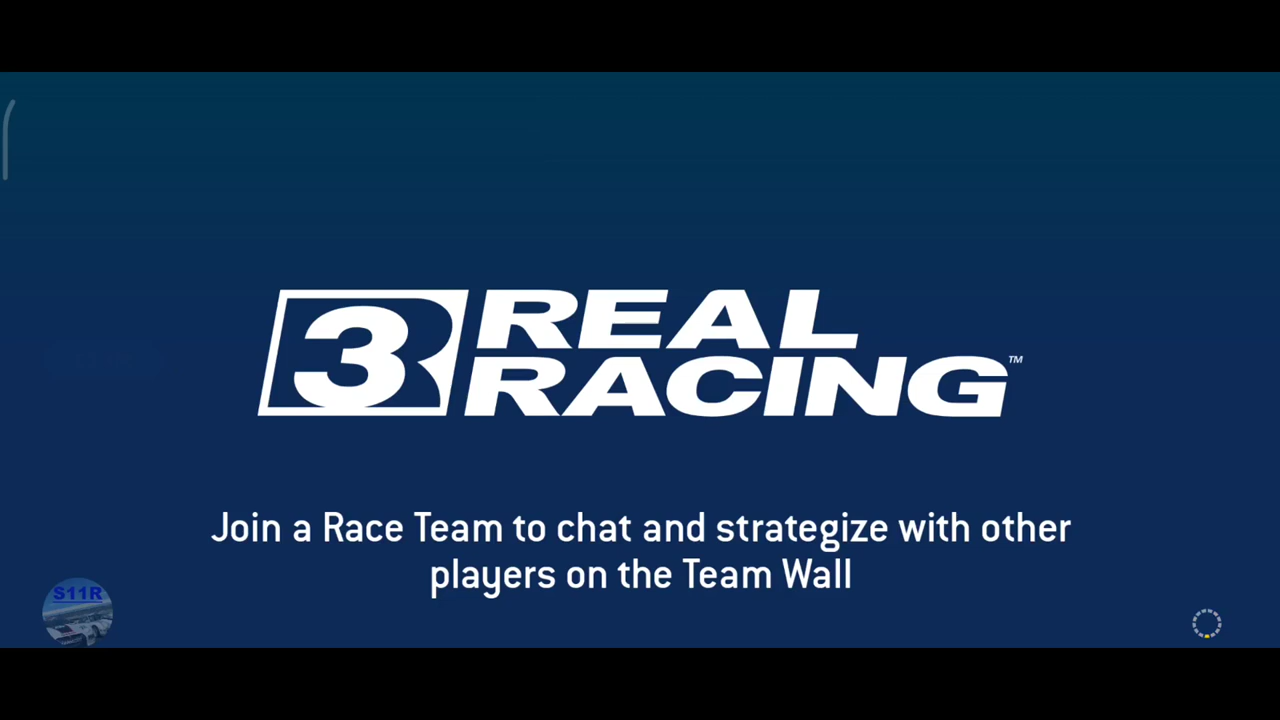 3 REAL
RACING™
Join a Race Team to chat and strategize with other
players on the Team Wall
S11R